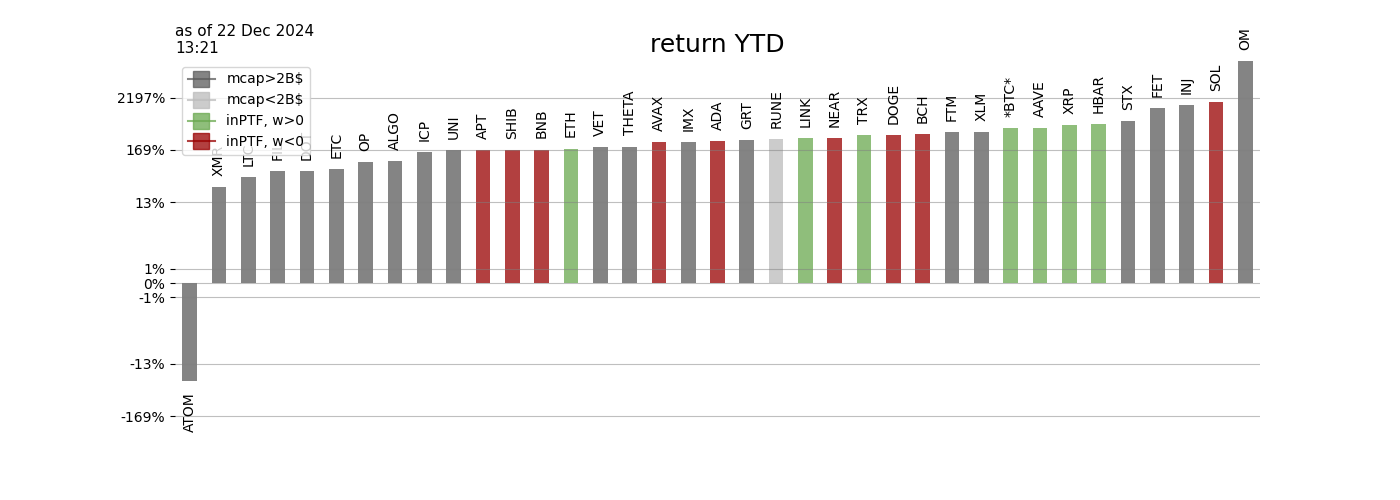 as of 22 Dec 2024
13:21
return YTD
mcap>2B$
mcap<2B$
inPTF, w>0
inPTF, w<0
2197%
169%
13%
1%
0%
-1%
-13%
-169%
ATOM
XMR
LTC
FIL
DOT
ETC
OP
ALGO
ICP
UNI
APT
SHIB
BNB
ETH
VET
THETA
AVAX
IMX
ADA
GRT
RUNE
LINK
NEAR
TRX
DOGE
BCH
FTM
XLM
*BTC*
AAVE
XRP
HBAR
STX
FET
INJ
SOL
OM